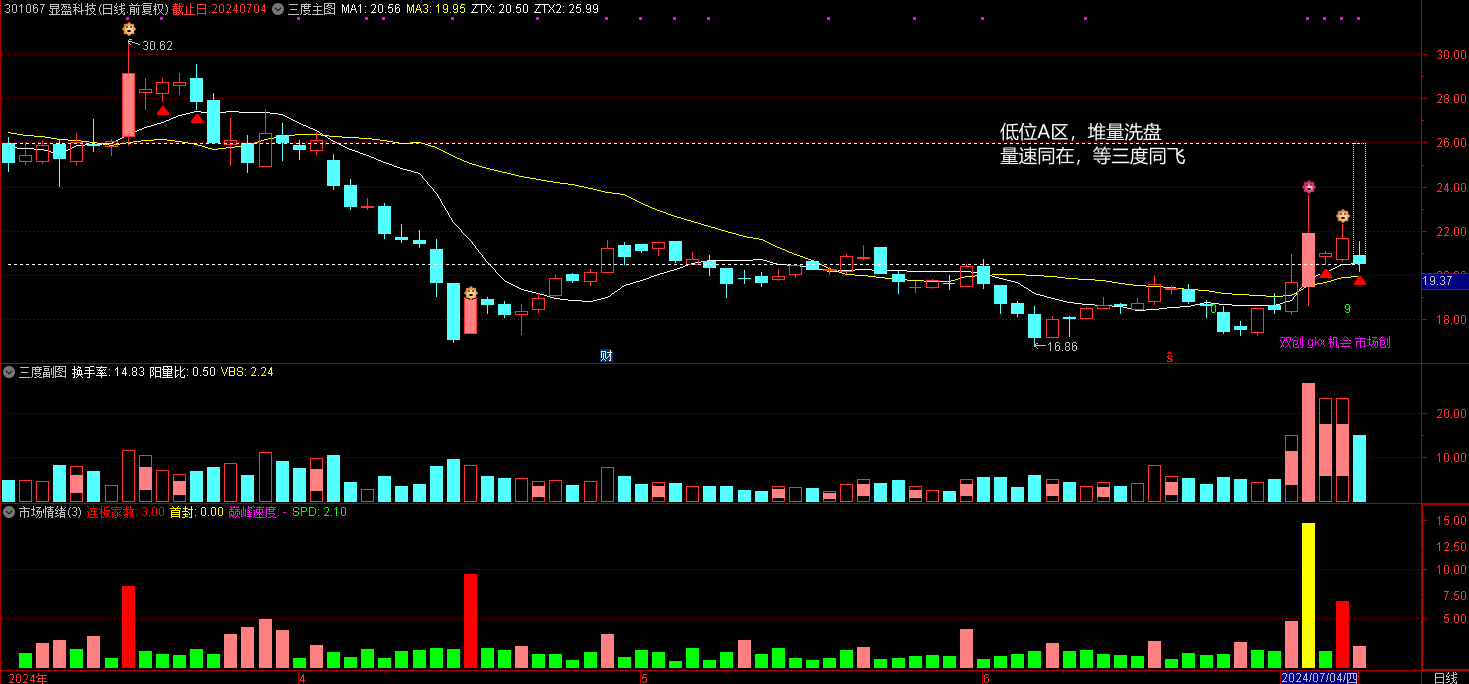 301067 显盈科技(日线.前复权) 截止日:20240704 三度主图 MA1: 20.56 MA3: 19.95 ZTX: 20.50 ZTX2: 25.99
30.62
30.00
28.00
低位A区，堆量洗盘
26.00
量速同在，等三度同飞
24.00
22.00
20.00
19.37
0
9
18.00
双创 gkx 机会 市场创
16.86
财
S
三度副图 换手率: 14.83 阳量比: 0.50 VBS: 2.24
20.00
10.00
市场情绪(3) 连板家数: 3.00 首封: 0.00 巅峰速度: - SPD: 2.10
15.00
12.50
10.00
7.50
5.00
2024年 4 5 6 2024/07/04/四 日线